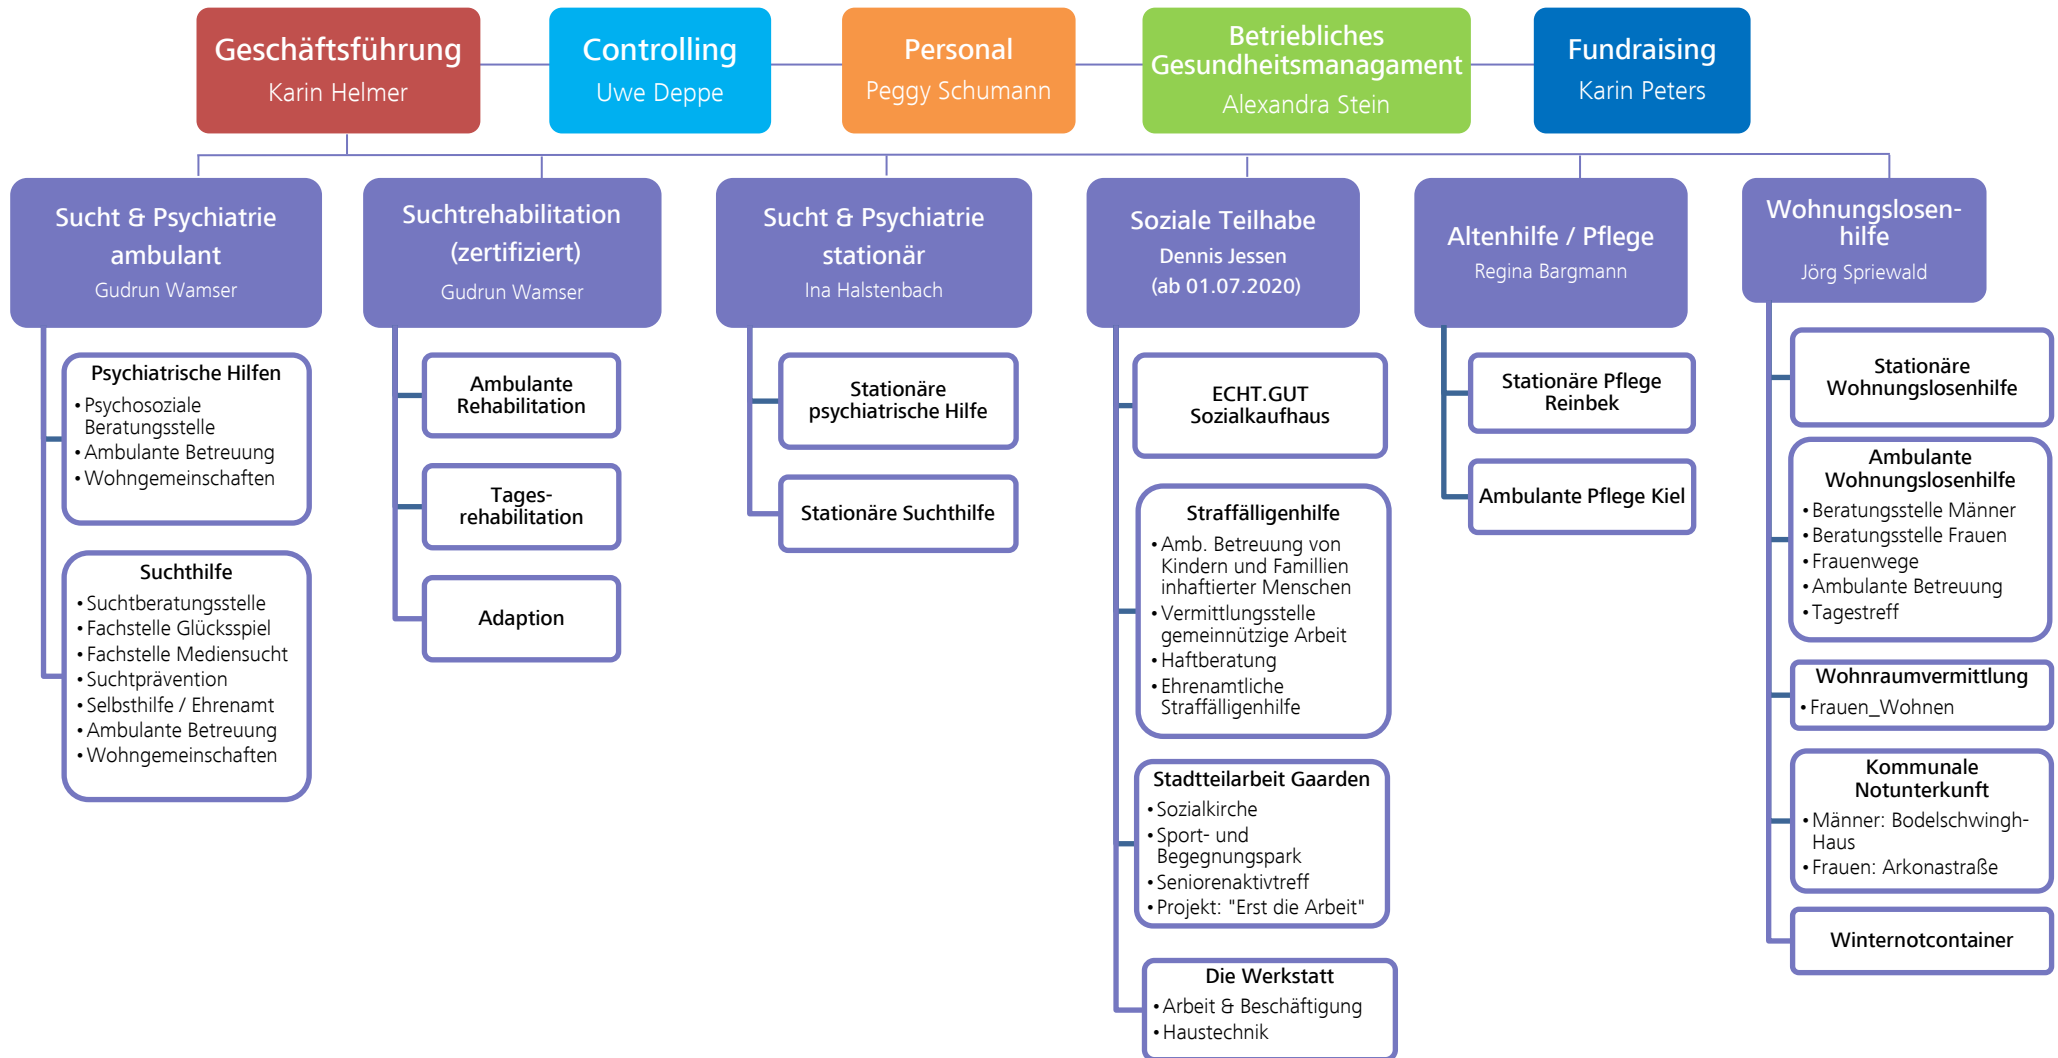 Geschäftsführung
Karin Helmer
Controlling
Uwe Deppe
Personal
Peggy Schumann
Betriebliches
Gesundheitsmanagament
Alexandra Stein
Fundraising
Karin Peters
Sucht & Psychiatrie
ambulant
Gudrun Wamser
Psychiatrische Hilfen
• Psychosoziale
Beratungsstelle
• Ambulante Betreuung
• Wohngemeinschaften
Suchthilfe
• Suchtberatungsstelle
• Fachstelle Glücksspiel
• Fachstelle Mediensucht
• Suchtprävention
• Selbsthilfe / Ehrenamt
• Ambulante Betreuung
• Wohngemeinschaften
Suchtrehabilitation
(zertifiziert)
Gudrun Wamser
Ambulante
Rehabilitation
Tages-
rehabilitation
Adaption
Sucht & Psychiatrie
stationär
Ina Halstenbach
Stationäre
psychiatrische Hilfe
Stationäre Suchthilfe
Soziale Teilhabe
Dennis Jessen
(ab 01.07.2020)
ECHT.GUT
Sozialkaufhaus
Straffälligenhilfe
• Amb. Betreuung von
Kindern und Famillien
inhaftierter Menschen
• Vermittlungsstelle
gemeinnützige Arbeit
• Haftberatung
• Ehrenamtliche
Straffälligenhilfe
Stadtteilarbeit Gaarden
• Sozialkirche
• Sport- und
Begegnungspark
• Seniorenaktivtreff
• Projekt: "Erst die Arbeit"
Die Werkstatt
• Arbeit & Beschäftigung
• Haustechnik
Altenhilfe / Pflege
Regina Bargmann
Stationäre Pflege
Reinbek
Ambulante Pflege Kiel
Wohnungslosen-
hilfe
Jörg Spriewald
Stationäre
Wohnungslosenhilfe
Ambulante
Wohnungslosenhilfe
• Beratungsstelle Männer
• Beratungsstelle Frauen
• Frauenwege
• Ambulante Betreuung
• Tagestreff
Wohnraumvermittlung
• Frauen_Wohnen
Kommunale
Notunterkunft
• Männer: Bodelschwingh-
Haus
• Frauen: Arkonastraße
Winternotcontainer